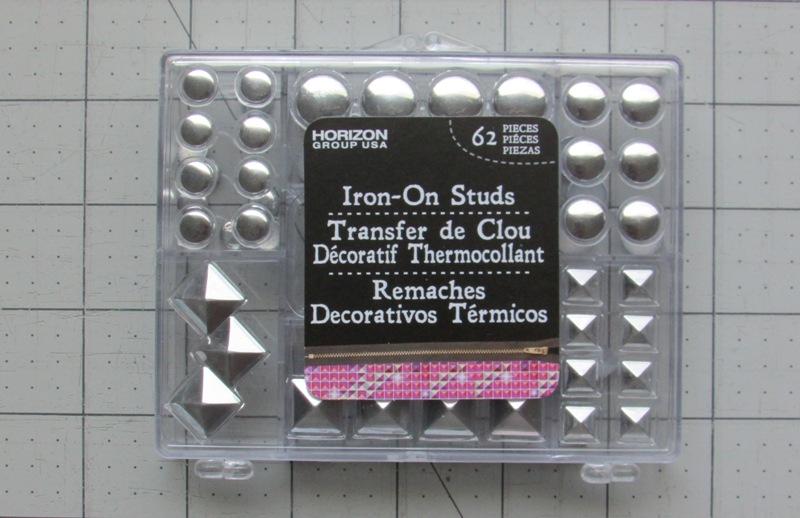 HORIZON
GROUP USA
62 PIECES
PIÈCES
PIEZAS
Iron-On Studs
Transfer de Clou
Décoratif Thermocollant
Remaches
Decorativos Térmicos